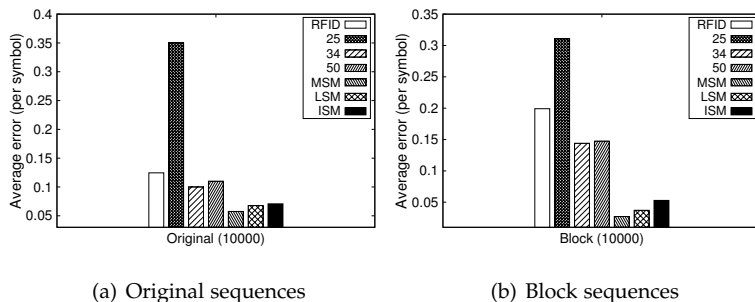 0.4
0.35
0.3
0.25
0.2
0.15
0.1
0.05
Average error (per symbol)
RFID
25
34
50
MSM
LSM
ISM
Original (10000)
(a) Original sequences
0.35
0.3
0.25
0.2
0.15
0.1
0.05
Average error (per symbol)
RFID
25
34
50
MSM
LSM
ISM
Block (10000)
(b) Block sequences